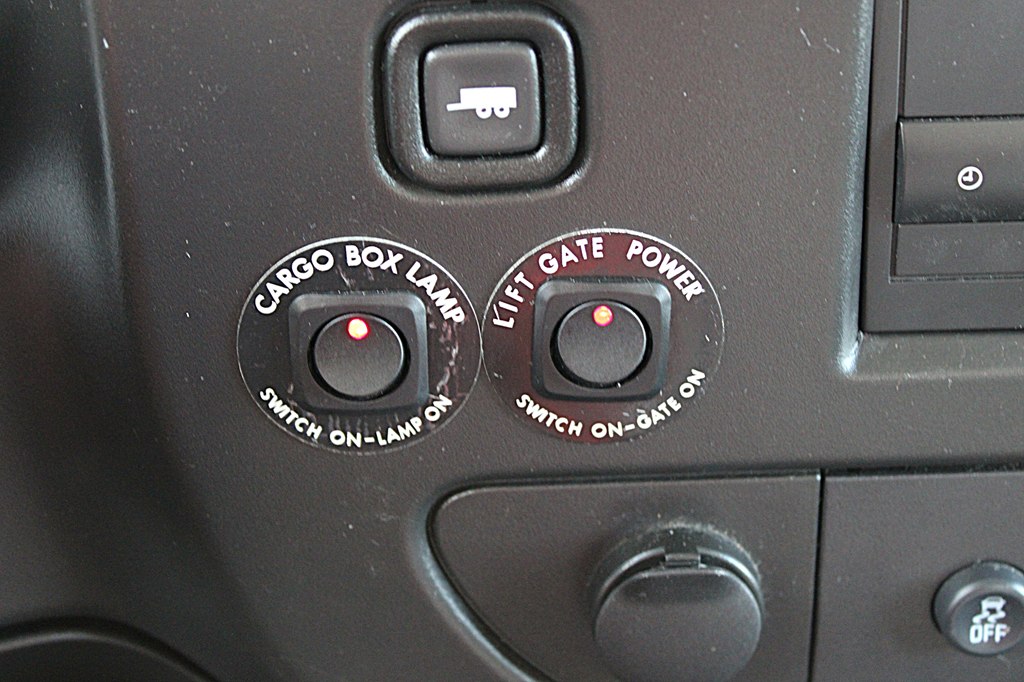 CARGO BOX LAMP
SWITCH ON-LAMP ON
LIFT GATE POWER
SWITCH ON-GATE ON
OFF